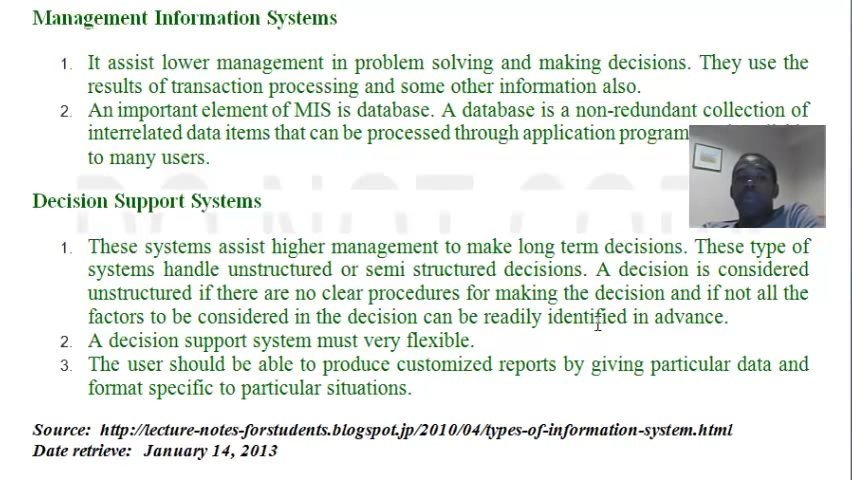 Management Information Systems
1. It assist lower management in problem solving and making decisions. They use the
results of transaction processing and some other information also.
2. An important element of MIS is database. A database is a non-redundant collection of
interrelated data items that can be processed through application program
to many users.
Decision Support Systems
1. These systems assist higher management to make long term decisions. These type of
systems handle unstructured or semi structured decisions. A decision is considered
unstructured if there are no clear procedures for making the decision and if not all the
factors to be considered in the decision can be readily identified in advance.
2. A decision support system must very flexible.
3. The user should be able to produce customized reports by giving particular data and
format specific to particular situations.
Source: http://lecture-notes-forstudents.blogspot.jp/2010/04/types-of-information-system.html
Date retrieve: January 14, 2013